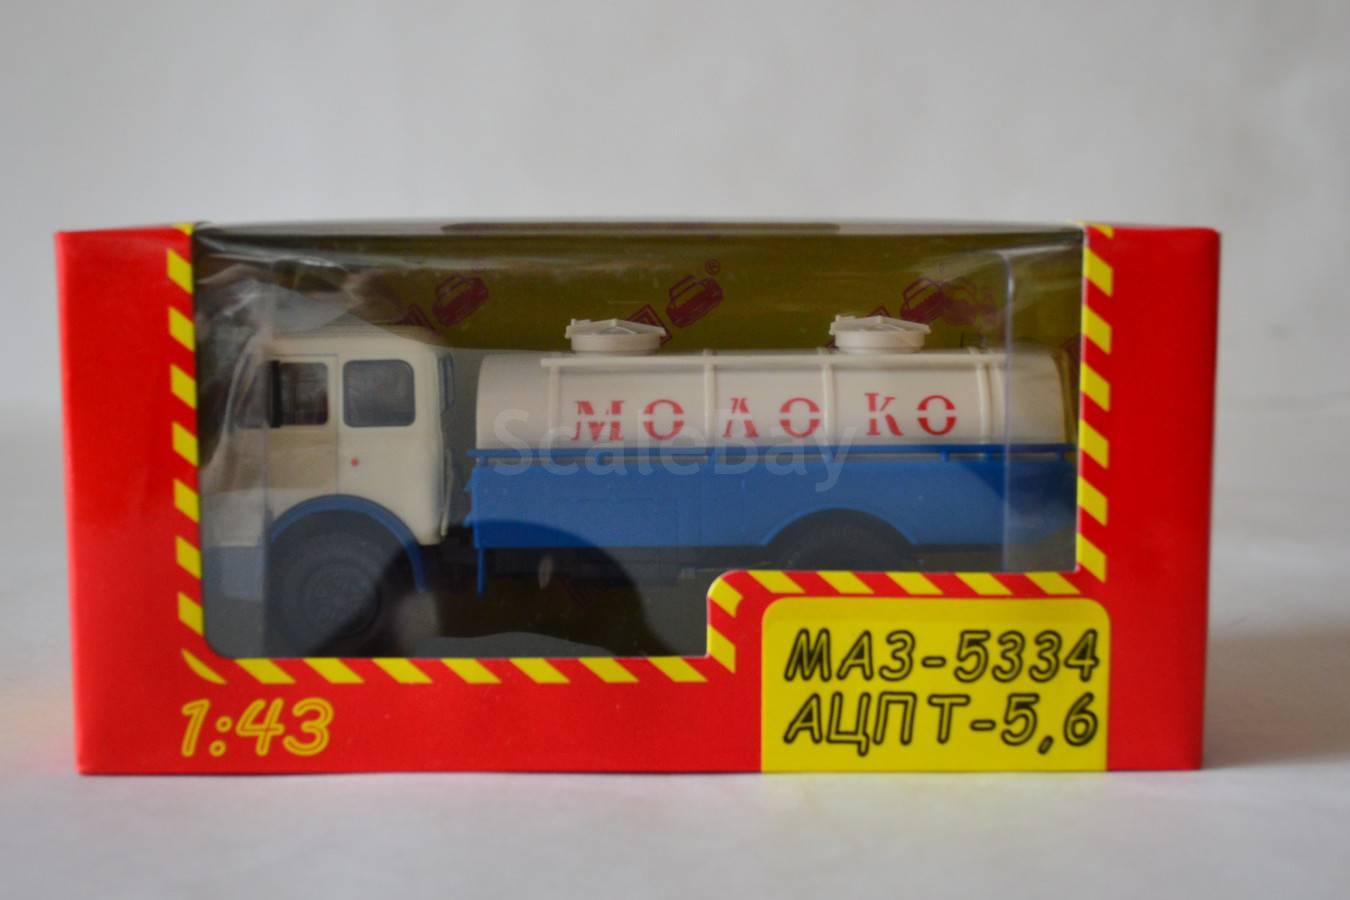 МОЛОКО
ScaleBay
1:43
МАЗ-5334
АЦПТ-5,6